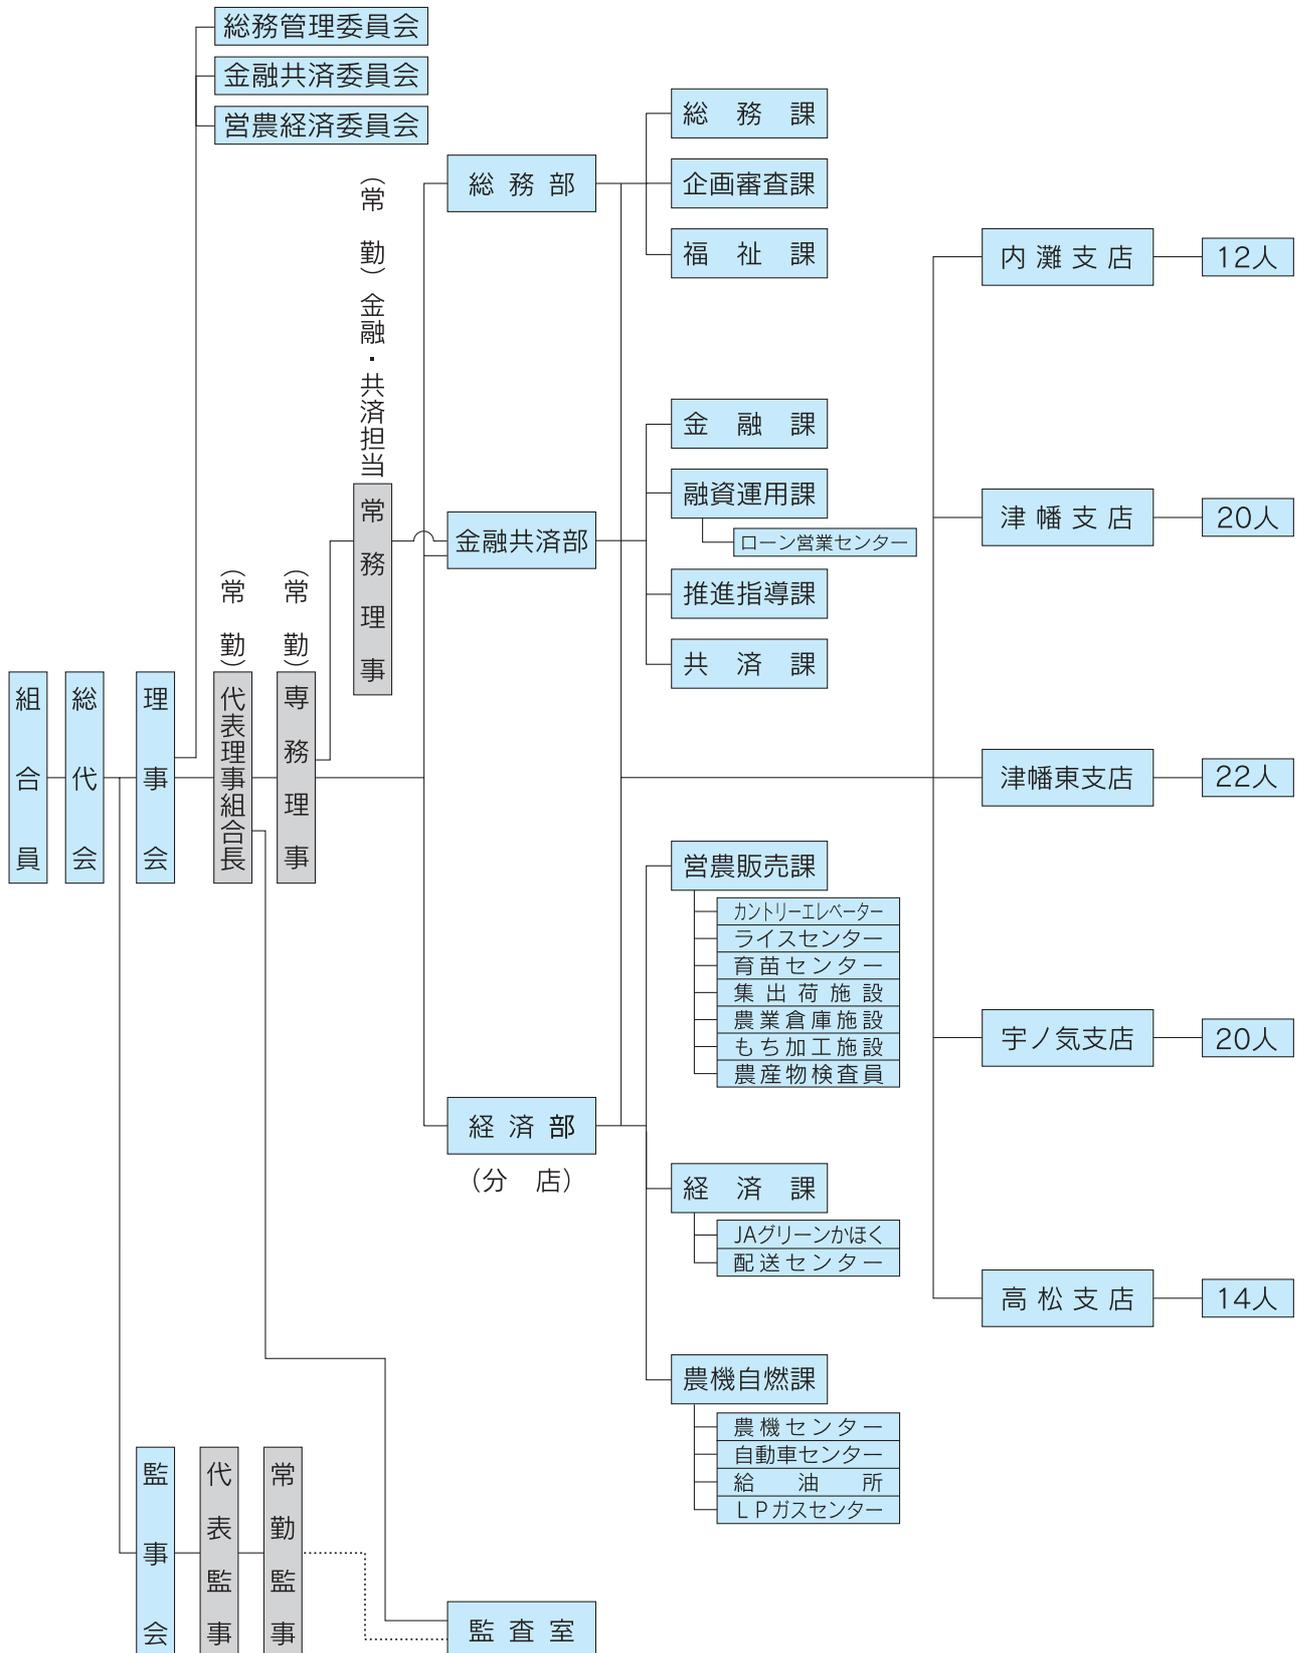 総務管理委員会
金融共済委員会
営農経済委員会
組合員
総代会
理事会
(常勤)
代表理事組合長
(常勤)
専務理事
(常勤)金融・共済担当
常務理事
総務部
総務課
企画審査課
福祉課
金融共済部
金融課
融資運用課
ローン営業センター
推進指導課
共済課
経済部
(分店)
営農販売課
カントリーエレベーター
ライスセンター
育苗センター
集出荷施設
農業倉庫施設
もち加工施設
農産物検査員
経済課
JAグリーンかほく
配送センター
農機自燃課
農機センター
自動車センター
給油所
LPガスセンター
内灘支店
12人
津幡支店
20人
津幡東支店
22人
宇ノ気支店
20人
高松支店
14人
監事会
代表監事
常勤監事
監査室